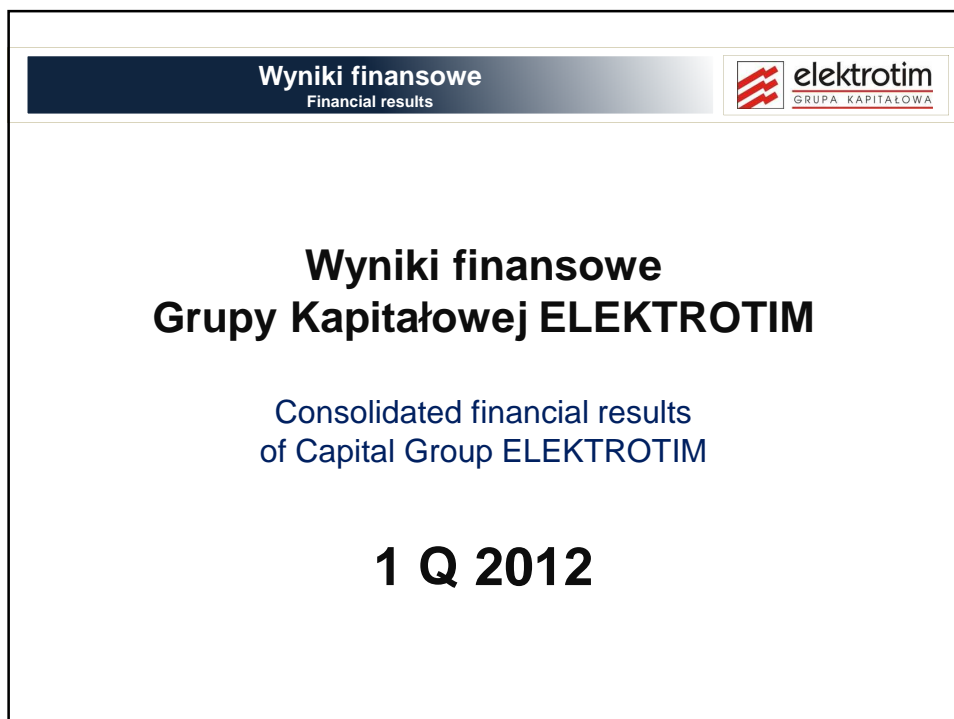 Wyniki finansowe
Financial results
elektrotim
GRUPA KAPITAŁOWA
Wyniki finansowe
Grupy Kapitałowej ELEKTROTIM
Consolidated financial results
of Capital Group ELEKTROTIM
1 Q 2012